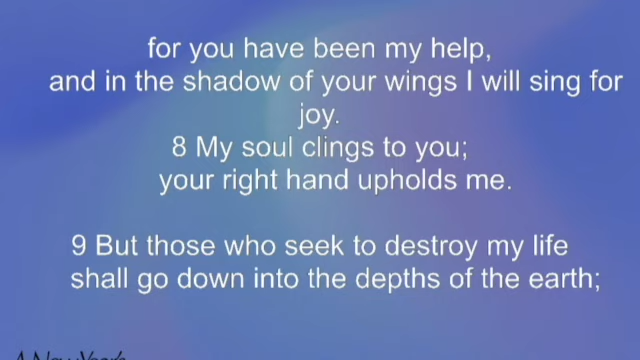 for you have been my help,
and in the shadow of your wings I will sing for
joy.
8 My soul clings to you;
your right hand upholds me.
9 But those who seek to destroy my life
shall go down into the depths of the earth;
A New Year's